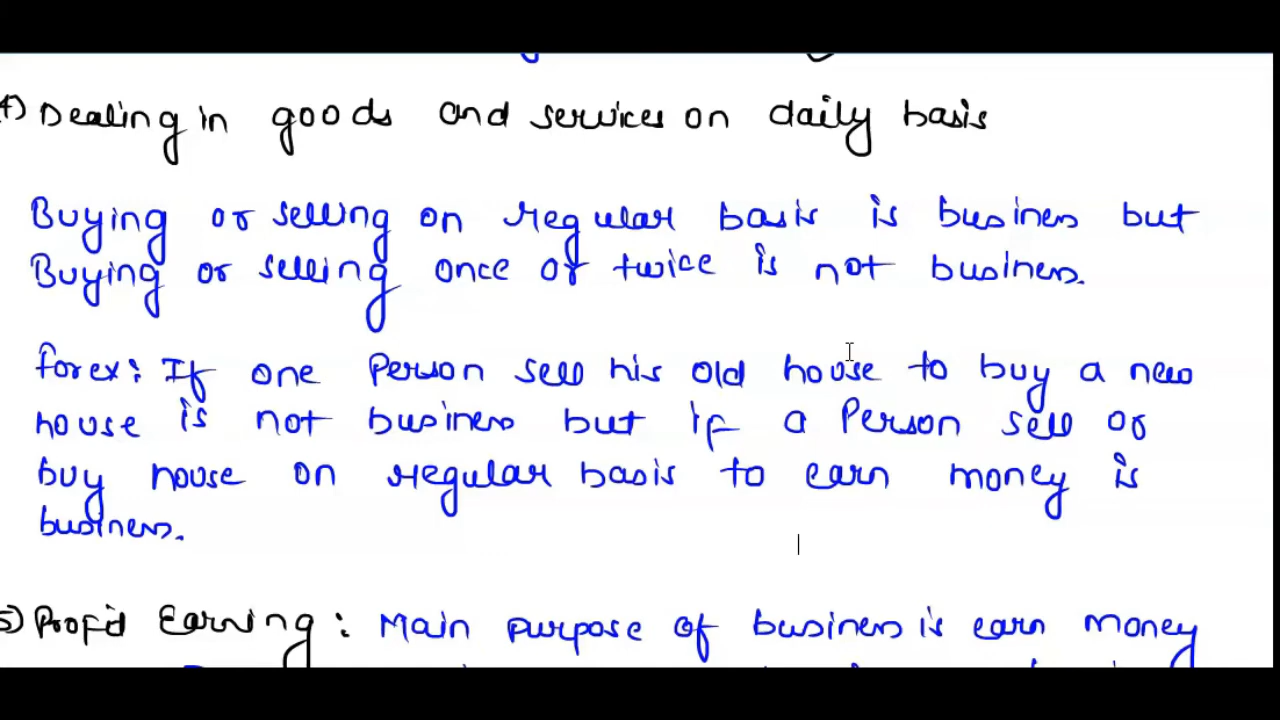 4) Dealing in goods and services on daily basis
Buying or selling on regular basis is business but
Buying or selling once or twice is not business.
forex: If one Person sell his old house to buy a new
house is not business but if a Person sell or
buy house on regular basis to earn money is
business.
5) Profit Earning: Main purpose of business is earn money